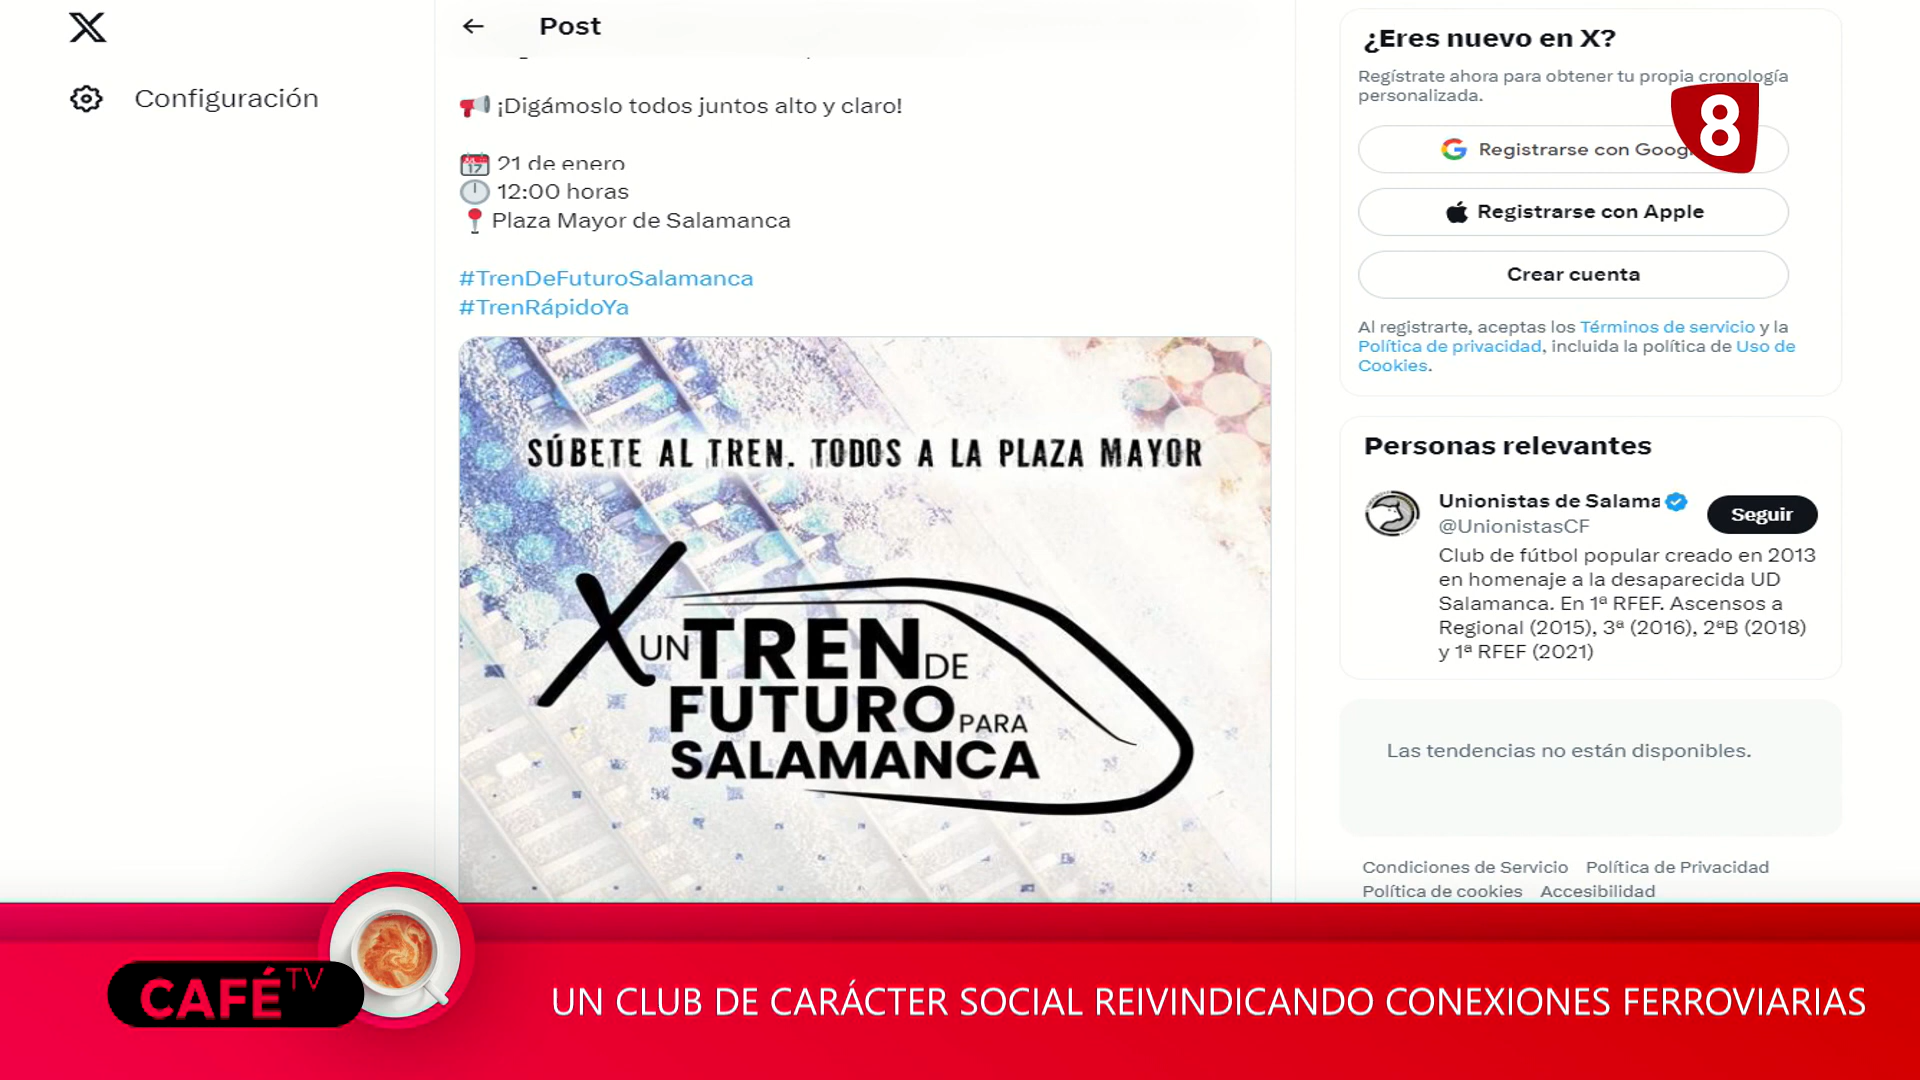 Configuración
Post
¡Digámoslo todos juntos alto y claro!
21 de enero
12:00 horas
Plaza Mayor de Salamanca
#TrenDeFuturoSalamanca
#TrenRápidoYa
SÚBETE AL TREN. TODOS A LA PLAZA MAYOR
X UN TREN DE
FUTURO PARA
SALAMANCA
¿Eres nuevo en X?
Regístrate ahora para obtener tu propia cronología
personalizada.
8
Registrarse con
Registrarse con Apple
Crear cuenta
Al registrarte, aceptas los Términos de servicio y la
Política de privacidad, incluida la política de Uso de
Cookies.
Personas relevantes
Unionistas de Salama
@UnionistasCF
Seguir
Club de fútbol popular creado en 2013
en homenaje a la desaparecida UD
Salamanca. En 1ª RFEF. Ascensos a
Regional (2015), 3ª (2016), 2ªB (2018)
y 1ª RFEF (2021)
Las tendencias no están disponibles.
Condiciones de Servicio Política de Privacidad
Política de cookies Accesibilidad
CAFÉ TV
UN CLUB DE CARÁCTER SOCIAL REIVINDICANDO CONEXIONES FERROVIARIAS